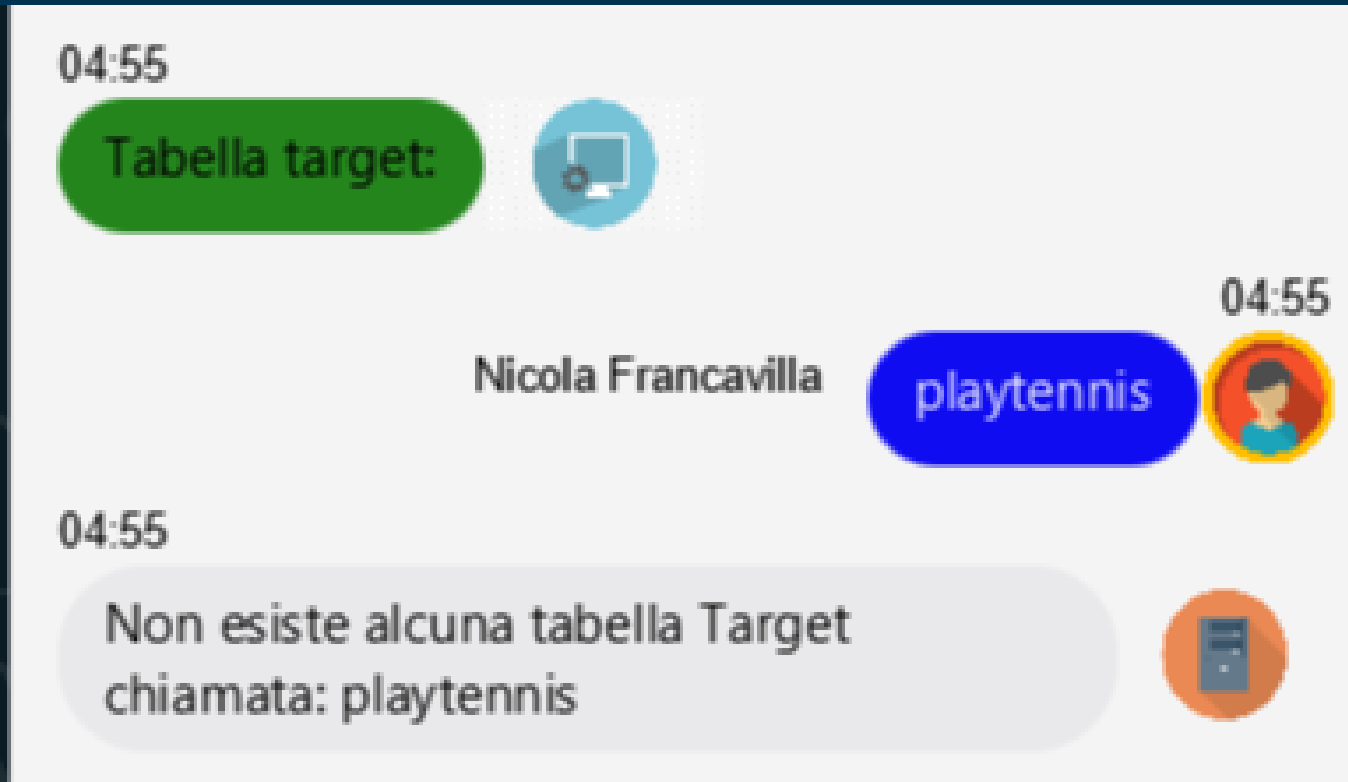 04:55
Tabella target:
04:55
Nicola Francavilla
playtennis
04:55
Non esiste alcuna tabella Target
chiamata: playtennis